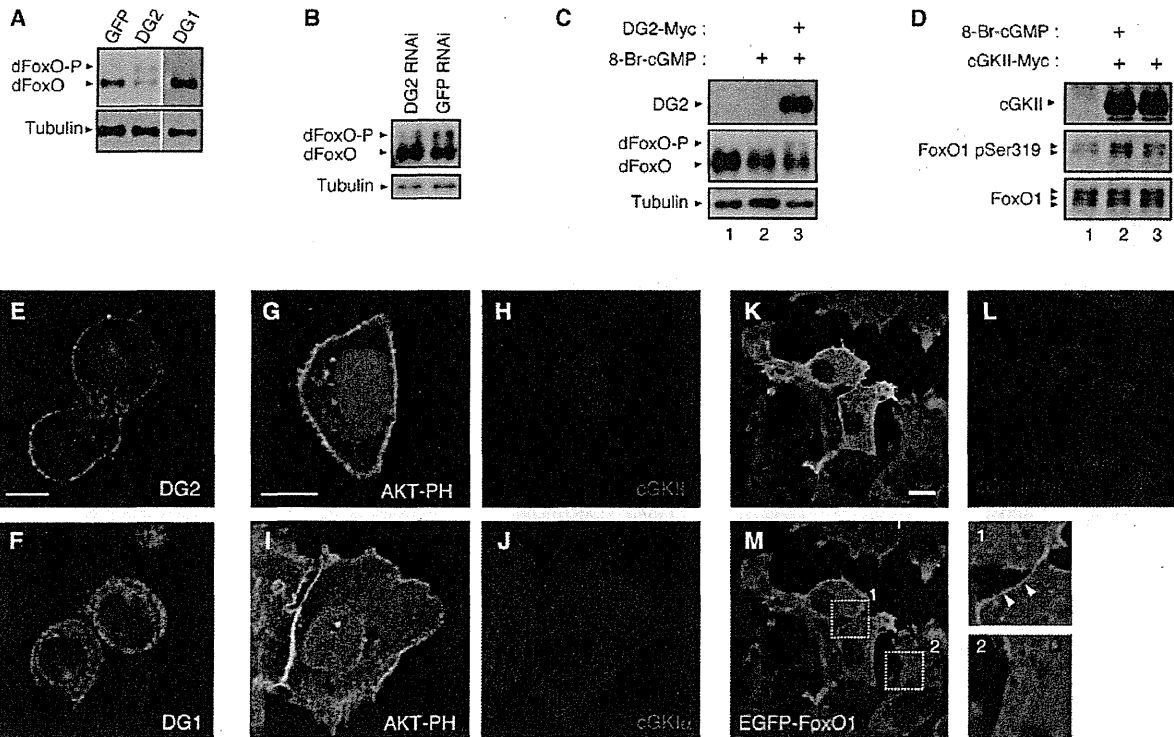 A
GFP
DG2
DG1
dFoxO-P
dFoxO
Tubulin
B
DG2 RNAi
GFP RNAi
dFoxO-P
dFoxO
Tubulin
C
DG2-Myc : +
8-Br-cGMP : + +
DG2
dFoxO-P
dFoxO
Tubulin
1 2 3
D
8-Br-cGMP : +
cGKII-Myc : + +
cGKII
FoxO1 pSer319
FoxO1
1 2 3
E
DG2
G
AKT-PH
H
cGKII
K
L
F
DG1
I
AKT-PH
J
cGKIα
M
1
2
EGFP-FoxO1
1
2